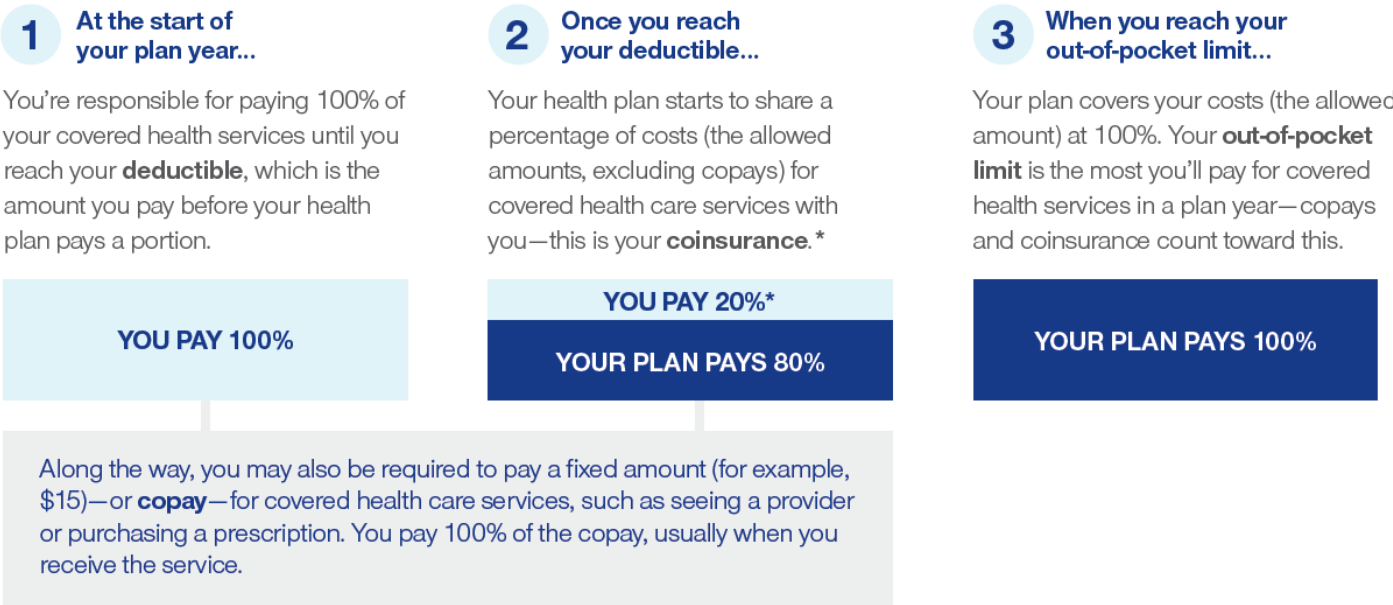 1
At the start of
your plan year...
You’re responsible for paying 100% of
your covered health services until you
reach your deductible, which is the
amount you pay before your health
plan pays a portion.
YOU PAY 100%
2
Once you reach
your deductible...
Your health plan starts to share a
percentage of costs (the allowed
amounts, excluding copays) for
covered health care services with
you—this is your coinsurance.*
YOU PAY 20%*
YOUR PLAN PAYS 80%
3
When you reach your
out-of-pocket limit...
Your plan covers your costs (the allowed
amount) at 100%. Your out-of-pocket
limit is the most you’ll pay for covered
health services in a plan year—copays
and coinsurance count toward this.
YOUR PLAN PAYS 100%
Along the way, you may also be required to pay a fixed amount (for example,
$15)—or copay—for covered health care services, such as seeing a provider
or purchasing a prescription. You pay 100% of the copay, usually when you
receive the service.